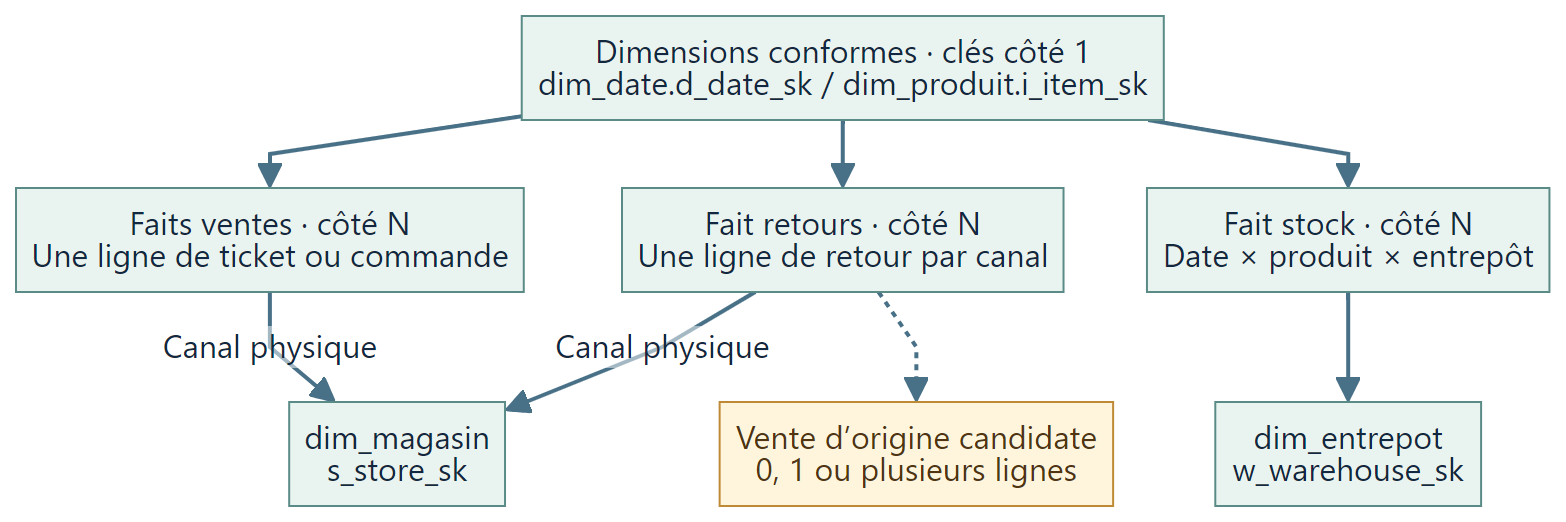 Dimensions conformes · clés côté 1
dim_date.d_date_sk / dim_produit.i_item_sk
Faits ventes · côté N
Une ligne de ticket ou commande
Fait retours · côté N
Une ligne de retour par canal
Fait stock · côté N
Date × produit × entrepôt
Canal physique
Canal physique
dim_magasin
s_store_sk
Vente d’origine candidate
0, 1 ou plusieurs lignes
dim_entrepot
w_warehouse_sk